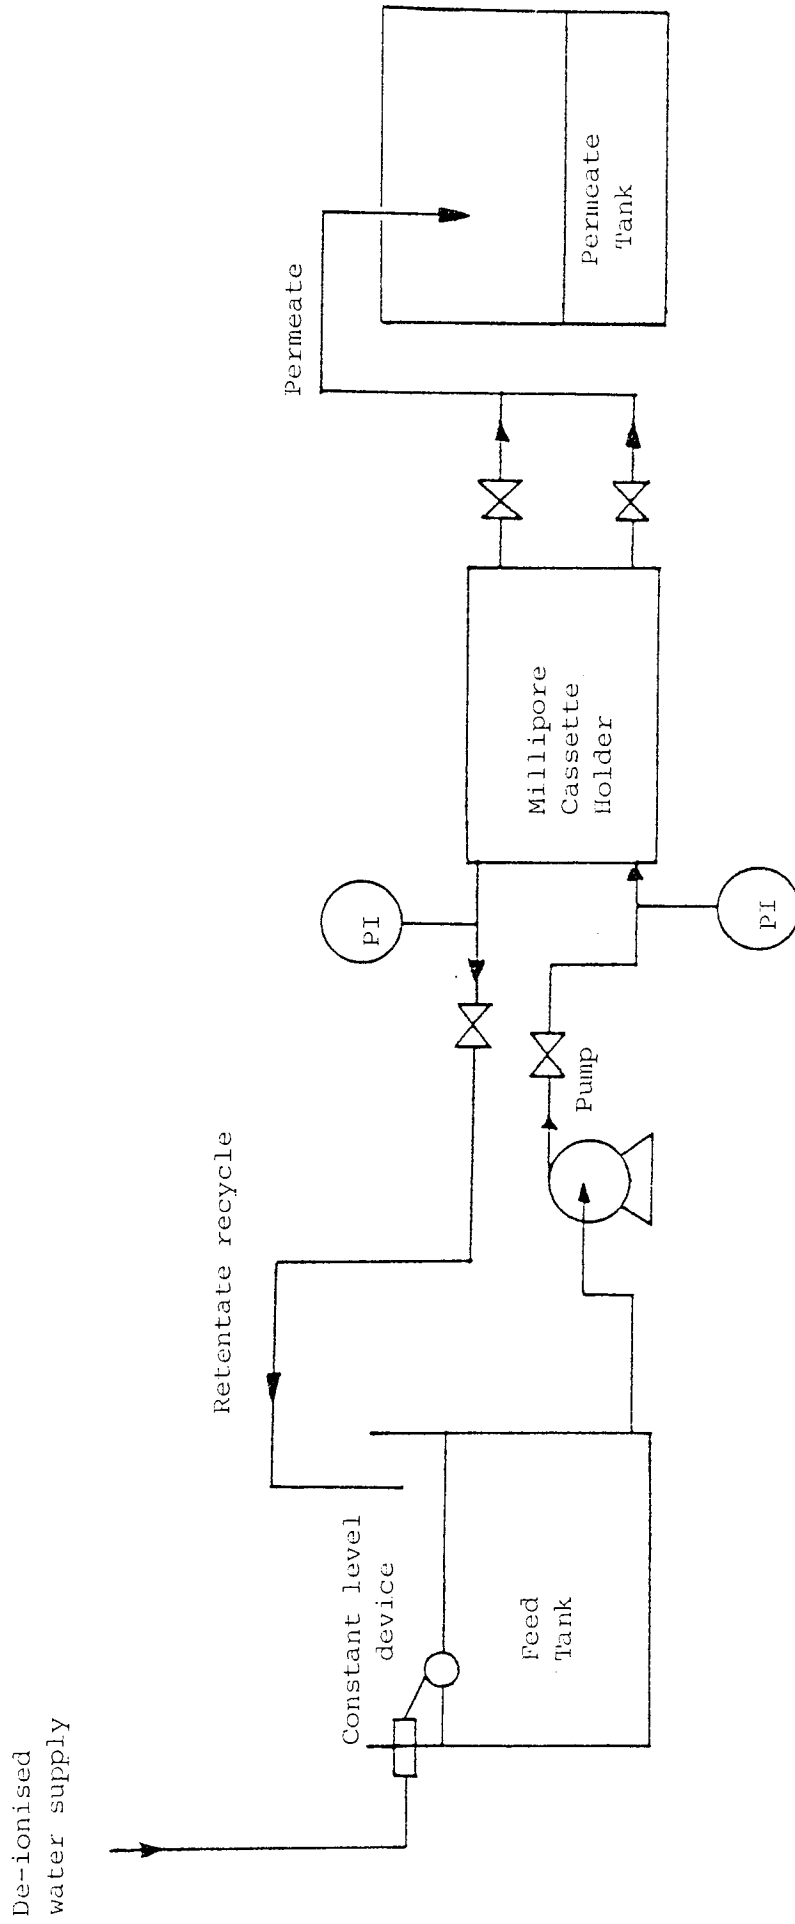 De-ionised
water supply
Constant level
device
Feed
Tank
Retentate recycle
Pump
PI
PI
Millipore
Cassette
Holder
Permeate
Permeate
Tank